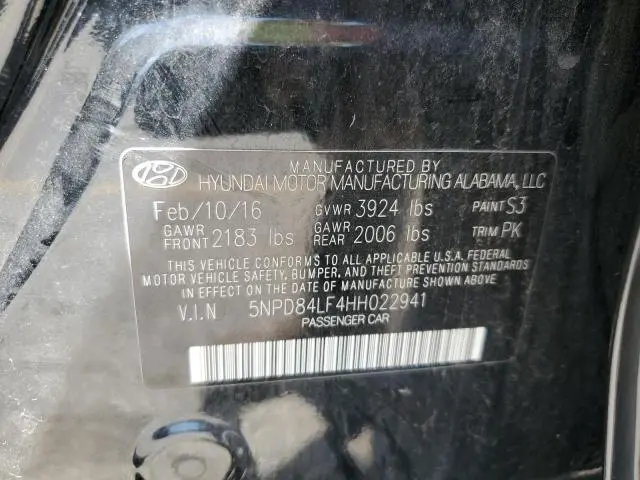 MANUFACTURED BY
HYUNDAI MOTOR MANUFACTURING ALABAMA, LLC
Feb/10/16 GVWR 3924 lbs PAINT S3
GAWR FRONT 2183 lbs GAWR REAR 2006 lbs TRIM PK
THIS VEHICLE CONFORMS TO ALL APPLICABLE U.S.A. FEDERAL
MOTOR VEHICLE SAFETY, BUMPER, AND THEFT PREVENTION
STANDARDS IN EFFECT ON THE DATE OF MANUFACTURE SHOWN ABOVE
V.I.N 5NPD84LF4HH022941
PASSENGER CAR